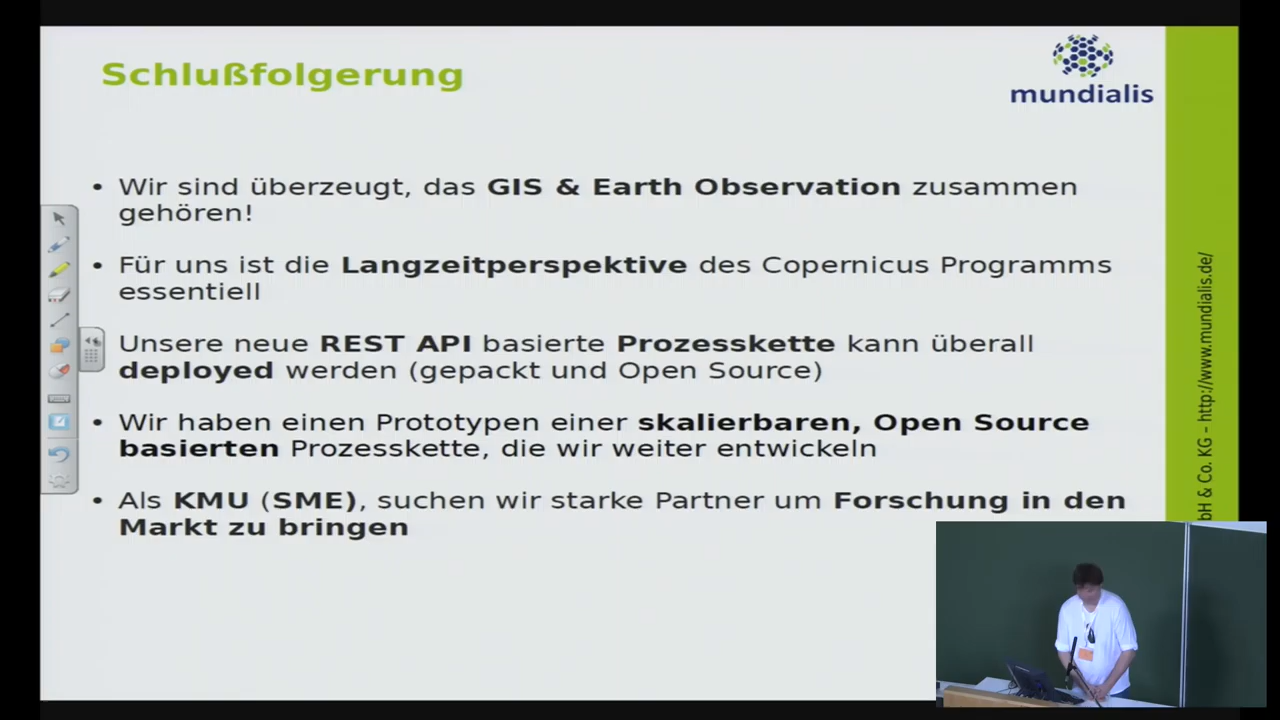 Schlußfolgerung
mundialis
• Wir sind überzeugt, das GIS & Earth Observation zusammen
gehören!
• Für uns ist die Langzeitperspektive des Copernicus Programms
essentiell
Unsere neue REST API basierte Prozesskette kann überall
deployed werden (gepackt und Open Source)
• Wir haben einen Prototypen einer skalierbaren, Open Source
basierten Prozesskette, die wir weiter entwickeln
• Als KMU (SME), suchen wir starke Partner um Forschung in den
Markt zu bringen
bH & Co. KG – http://www.mundialis.de/